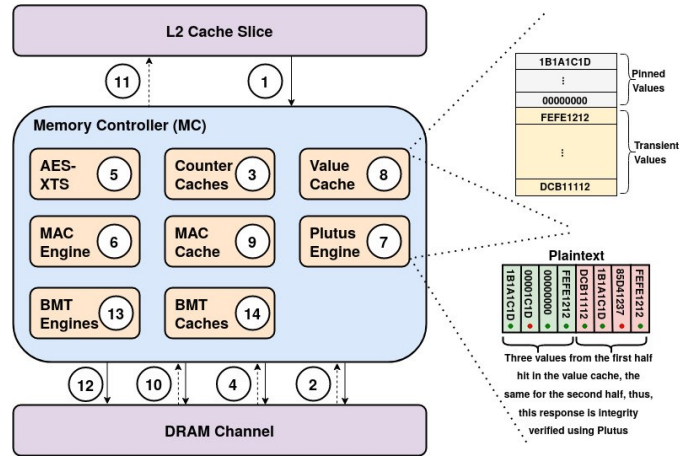 L2 Cache Slice
11
1
Memory Controller (MC)
AES-
XTS
5
Counter
Caches
3
Value
Cache
8
MAC
Engine
6
MAC
Cache
9
Plutus
Engine
7
BMT
Engines
13
BMT
Caches
14
12
10
4
2
DRAM Channel
1B1A1C1D
⋮
00000000
FEFE1212
⋮
DCB11112
Pinned
Values
Transient
Values
Plaintext
1B1A1C1D
00001C1D
00000000
FEFE1212
DCB11112
1B1A1C1D
85D41237
FEFE1212
Three values from the first half
hit in the value cache, the
same for the second half, thus,
this response is integrity
verified using Plutus